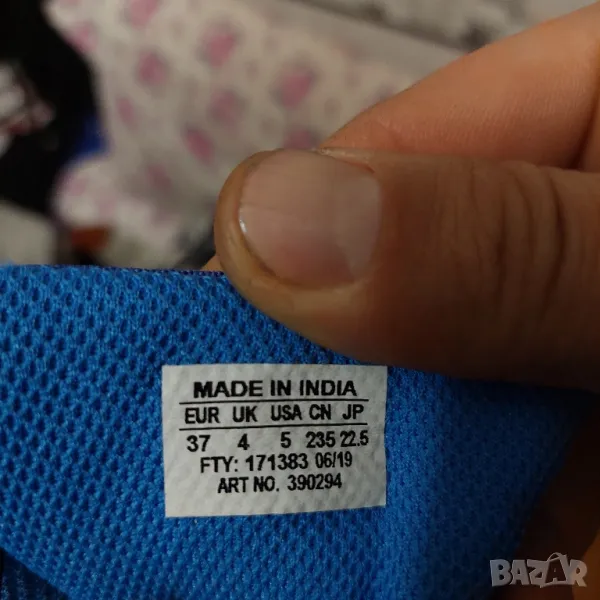 MADE IN INDIA
EUR UK USA CN JP
37 4 5 235 22.5
FTY: 171383 06/19
ART NO. 390294
BAZAR